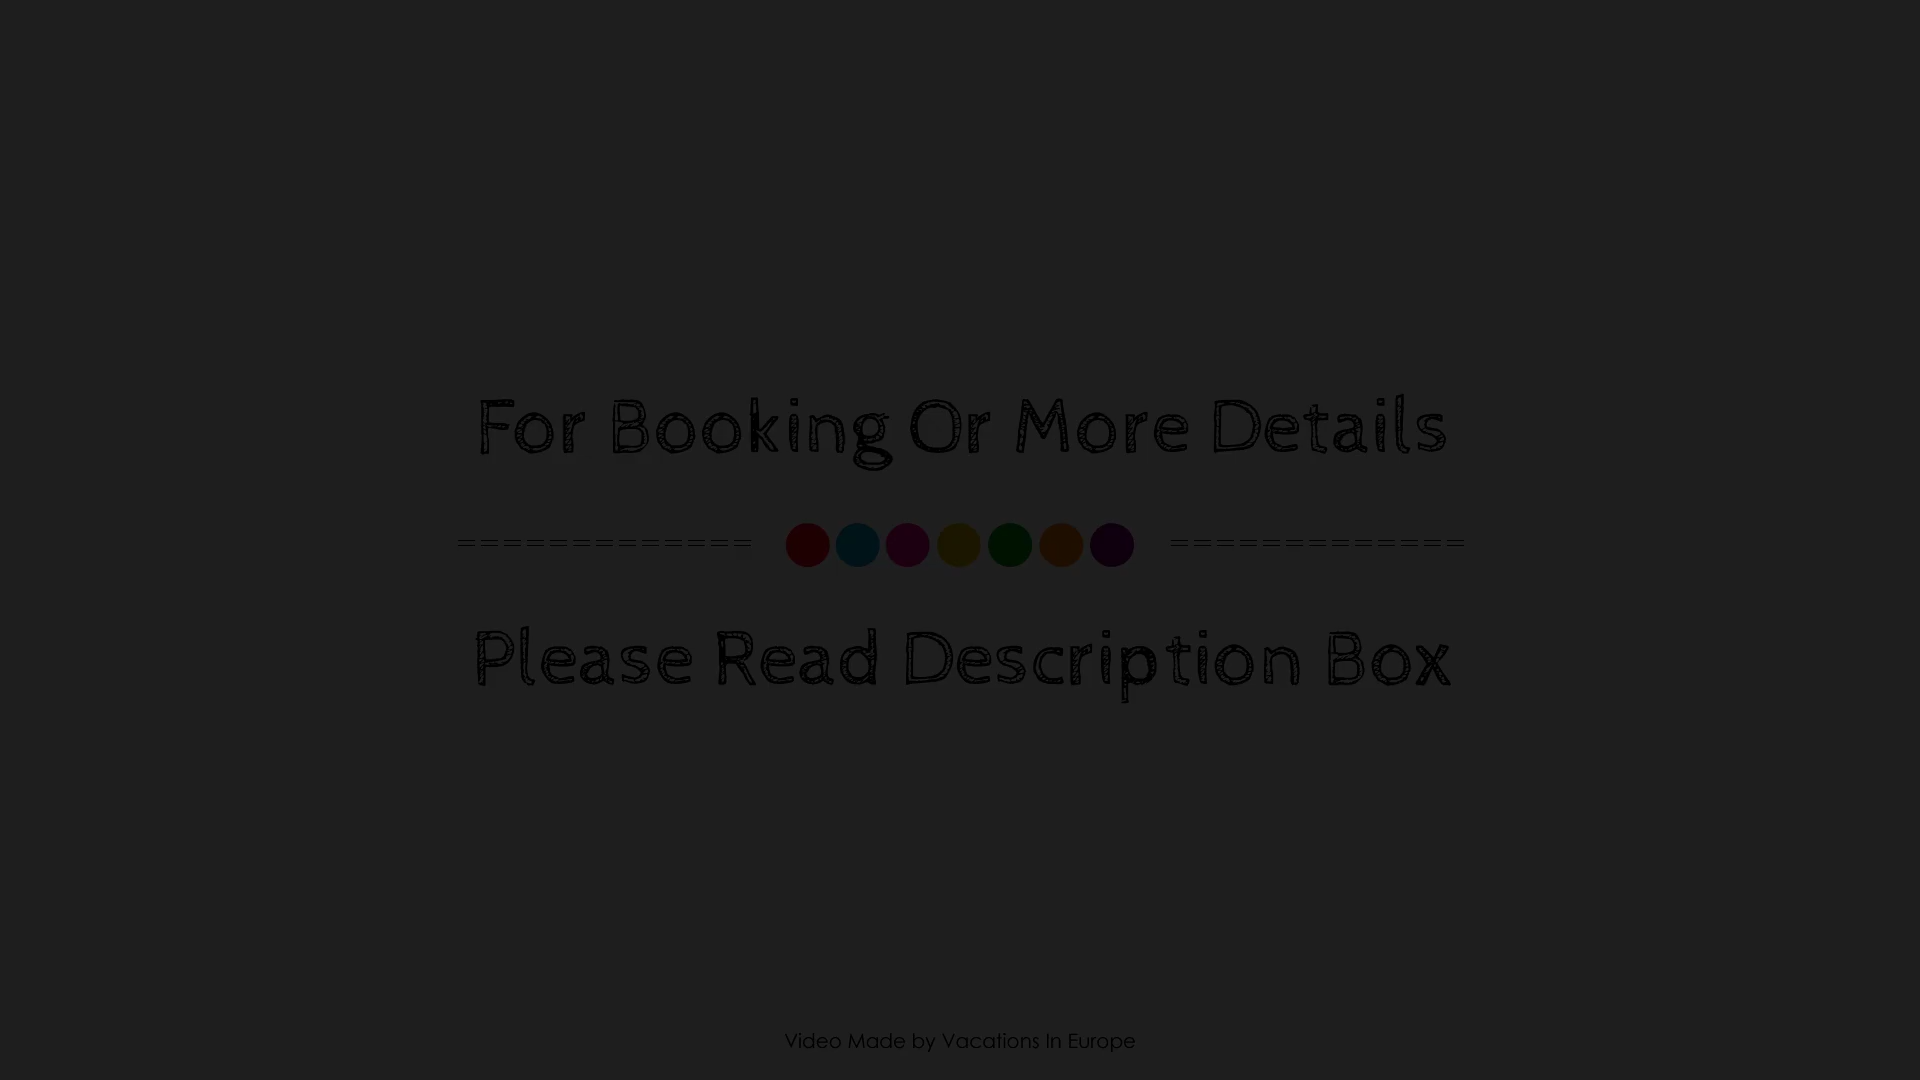 For Booking Or More Details
============= =============
Please Read Description Box
Video Made by Vacations In Europe